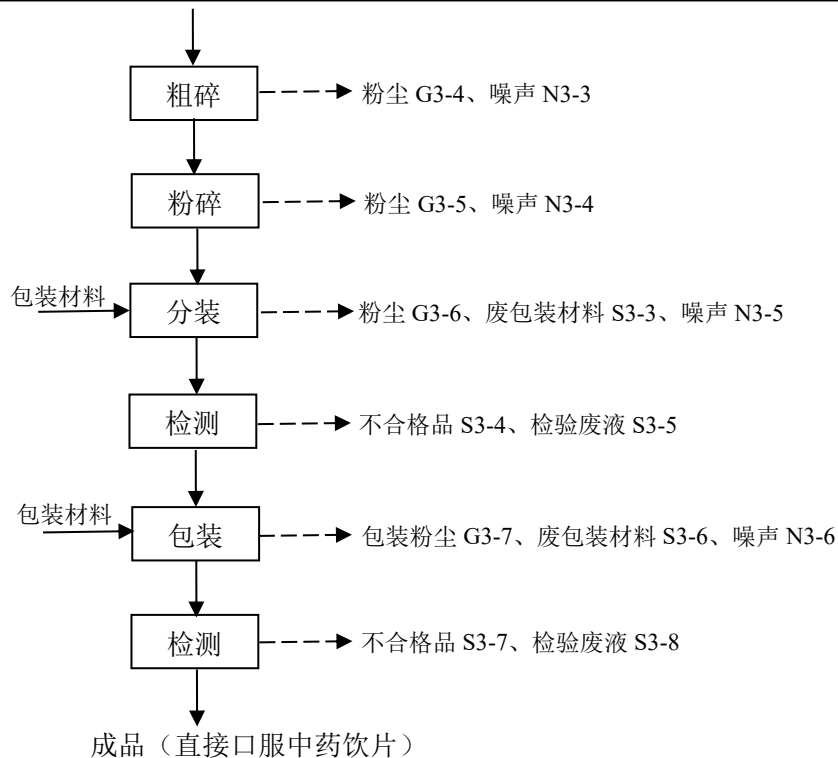 粗碎
粉尘 G3-4、噪声 N3-3
粉碎
粉尘 G3-5、噪声 N3-4
包装材料
分装
粉尘 G3-6、废包装材料 S3-3、噪声 N3-5
检测
不合格品 S3-4、检验废液 S3-5
包装材料
包装
包装粉尘 G3-7、废包装材料 S3-6、噪声 N3-6
检测
不合格品 S3-7、检验废液 S3-8
成品（直接口服中药饮片）